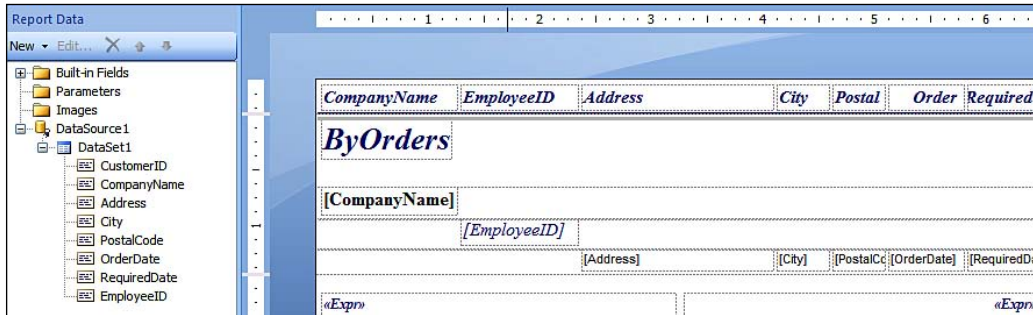 Report Data
New Edit...
Built-in Fields
Parameters
Images
DataSource1
DataSet1
CustomerID
CompanyName
Address
City
PostalCode
OrderDate
RequiredDate
EmployeeID
1 2 3 4 5 6
CompanyName EmployeeID Address City Postal Order Required
ByOrders
[CompanyName]
1
[EmployeeID]
[Address] [City] [PostalCo [OrderDate] [RequiredDa
«Expr» «Expr»